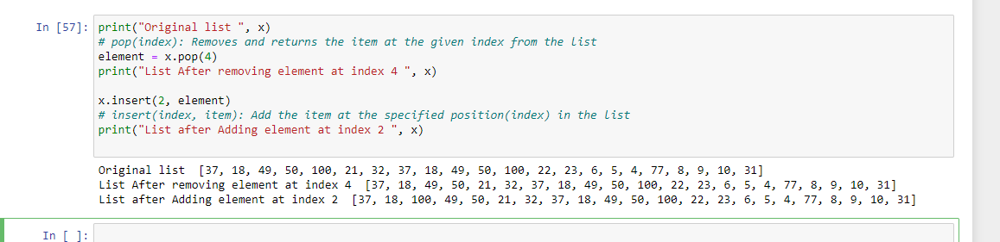 In [57]: print("Original list ", x)
# pop(index): Removes and returns the item at the given index from the List
element = x.pop(4)
print("List After removing element at index 4 ", x)
x.insert(2, element)
# insert(index, item): Add the item at the specified position(index) in the List
print("List after Adding element at index 2 ", x)
Original list  [37, 18, 49, 50, 100, 21, 32, 37, 18, 49, 50, 100, 22, 23, 6, 5, 4, 77, 8, 9, 10, 31]
List After removing element at index 4  [37, 18, 49, 50, 21, 32, 37, 18, 49, 50, 100, 22, 23, 6, 5, 4, 77, 8, 9, 10, 31]
List after Adding element at index 2  [37, 18, 100, 49, 50, 21, 32, 37, 18, 49, 50, 100, 22, 23, 6, 5, 4, 77, 8, 9, 10, 31]
In [ ]: